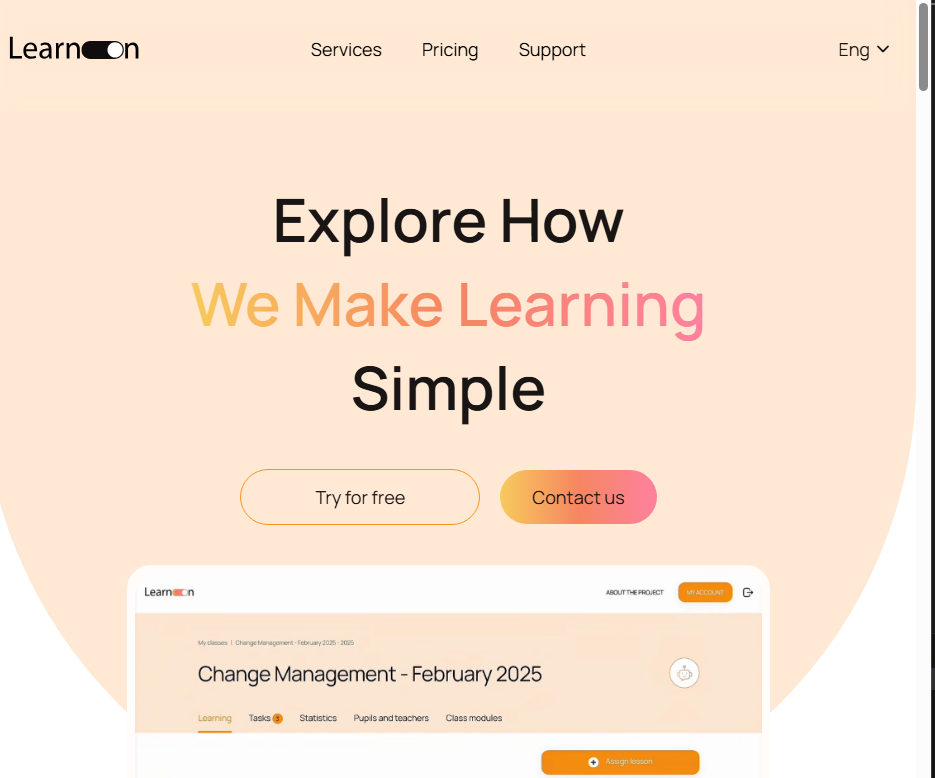 Learnon
Services Pricing Support Eng
Explore How
We Make Learning
Simple
Try for free Contact us
Learnon ABOUT THE PROJECT MY ACCOUNT
My classes | Change Management - February 2025 - 2025
Change Management - February 2025
Learning Tasks 3 Statistics Pupils and teachers Class modules
Assign lesson